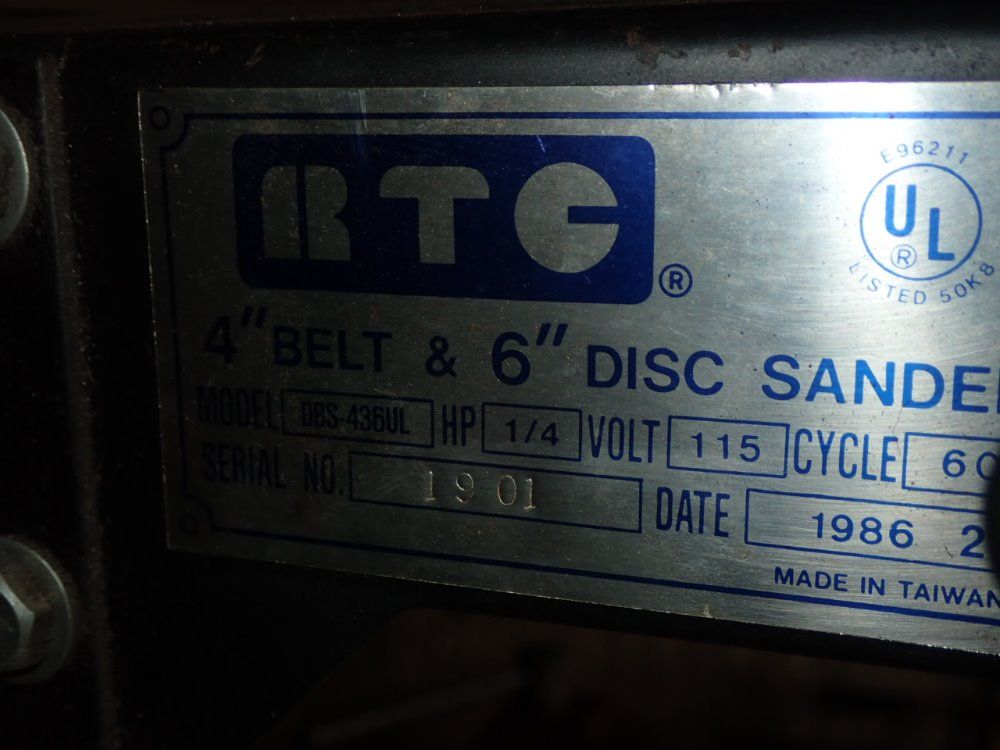 RTC®
E96211
UL®
LISTED 50K8
4" BELT & 6" DISC SANDE
MODEL DBS-436UL HP 1/4 VOLT 115 CYCLE 60
SERIAL NO. 1901 DATE 1986 2
MADE IN TAIWAN